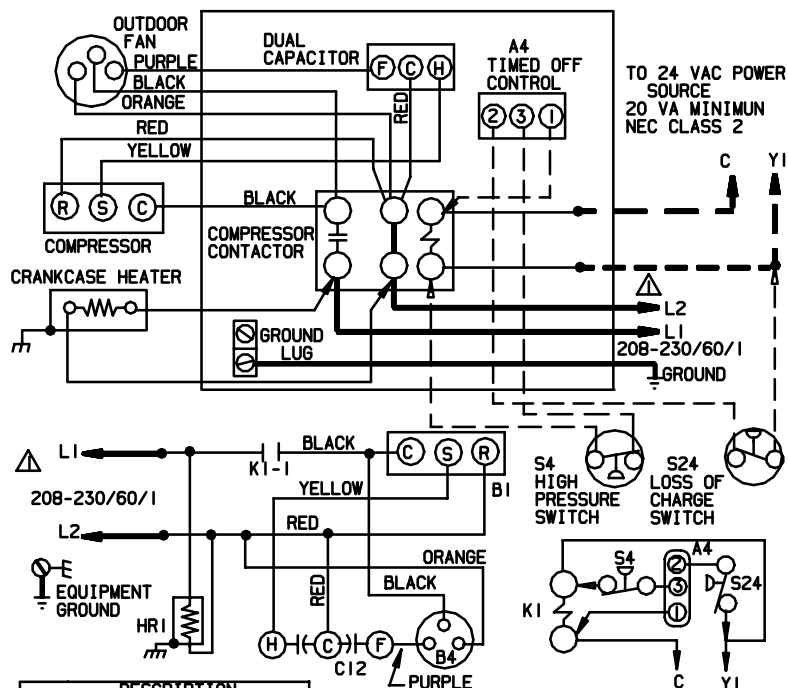 OUTDOOR
FAN
PURPLE
BLACK
ORANGE
RED
YELLOW
DUAL
CAPACITOR
F C H
RED
A4
TIMED OFF
CONTROL
2 3 1
TO 24 VAC POWER
SOURCE
20 VA MINIMUN
NEC CLASS 2
C Y1
R S C
BLACK
COMPRESSOR
COMPRESSOR
CONTACTOR
CRANKCASE HEATER
GROUND
LUG
1
L2
L1
208-230/60/1
GROUND
1
L1
K1-1
BLACK
C S R
B1
208-230/60/1
YELLOW
L2
RED
ORANGE
EQUIPMENT
GROUND
RED
BLACK
HR1
H C F
C12
B4
PURPLE
S4
HIGH
PRESSURE
SWITCH
S24
LOSS OF
CHARGE
SWITCH
S4
A4
2
3
1
S24
K1
C Y1
DESCRIPTION